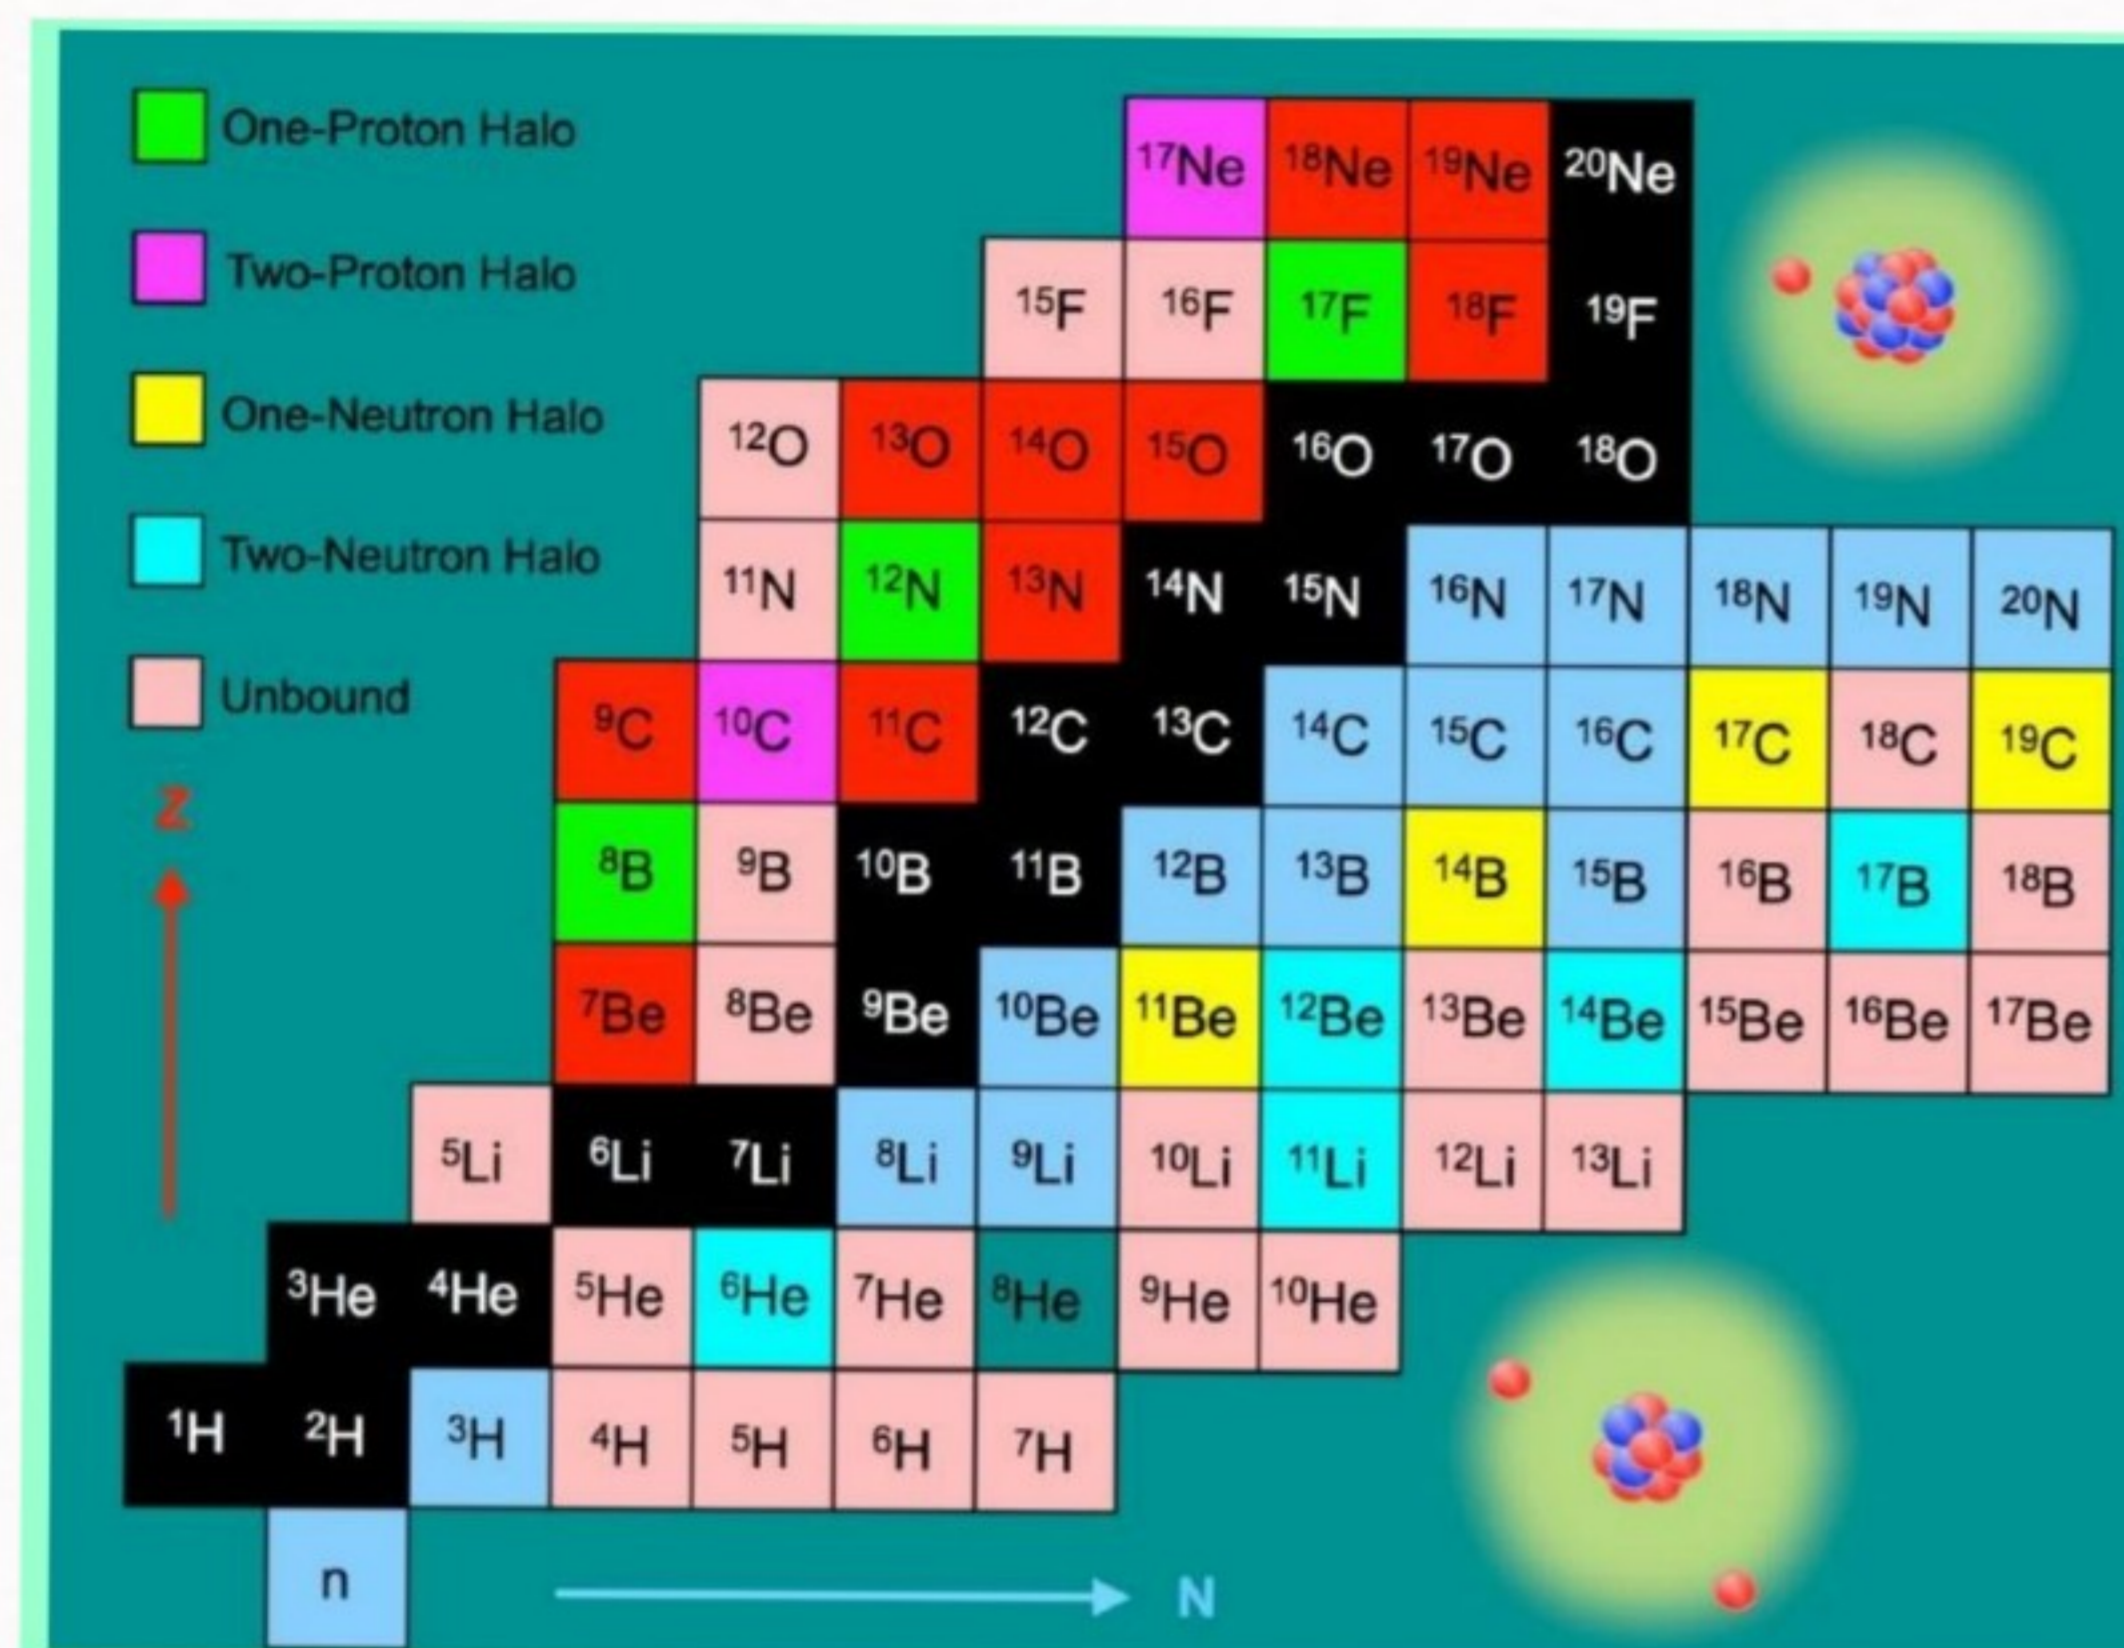 One-Proton Halo
Two-Proton Halo
One-Neutron Halo
Two-Neutron Halo
Unbound
Z
¹⁷Ne ¹⁸Ne ¹⁹Ne ²⁰Ne
¹⁵F ¹⁶F ¹⁷F ¹⁸F ¹⁹F
¹²O ¹³O ¹⁴O ¹⁵O ¹⁶O ¹⁷O ¹⁸O
¹¹N ¹²N ¹³N ¹⁴N ¹⁵N ¹⁶N ¹⁷N ¹⁸N ¹⁹N ²⁰N
⁹C ¹⁰C ¹¹C ¹²C ¹³C ¹⁴C ¹⁵C ¹⁶C ¹⁷C ¹⁸C ¹⁹C
⁸B ⁹B ¹⁰B ¹¹B ¹²B ¹³B ¹⁴B ¹⁵B ¹⁶B ¹⁷B ¹⁸B
⁷Be ⁸Be ⁹Be ¹⁰Be ¹¹Be ¹²Be ¹³Be ¹⁴Be ¹⁵Be ¹⁶Be ¹⁷Be
⁵Li ⁶Li ⁷Li ⁸Li ⁹Li ¹⁰Li ¹¹Li ¹²Li ¹³Li
³He ⁴He ⁵He ⁶He ⁷He ⁸He ⁹He ¹⁰He
¹H ²H ³H ⁴H ⁵H ⁶H ⁷H
n
N